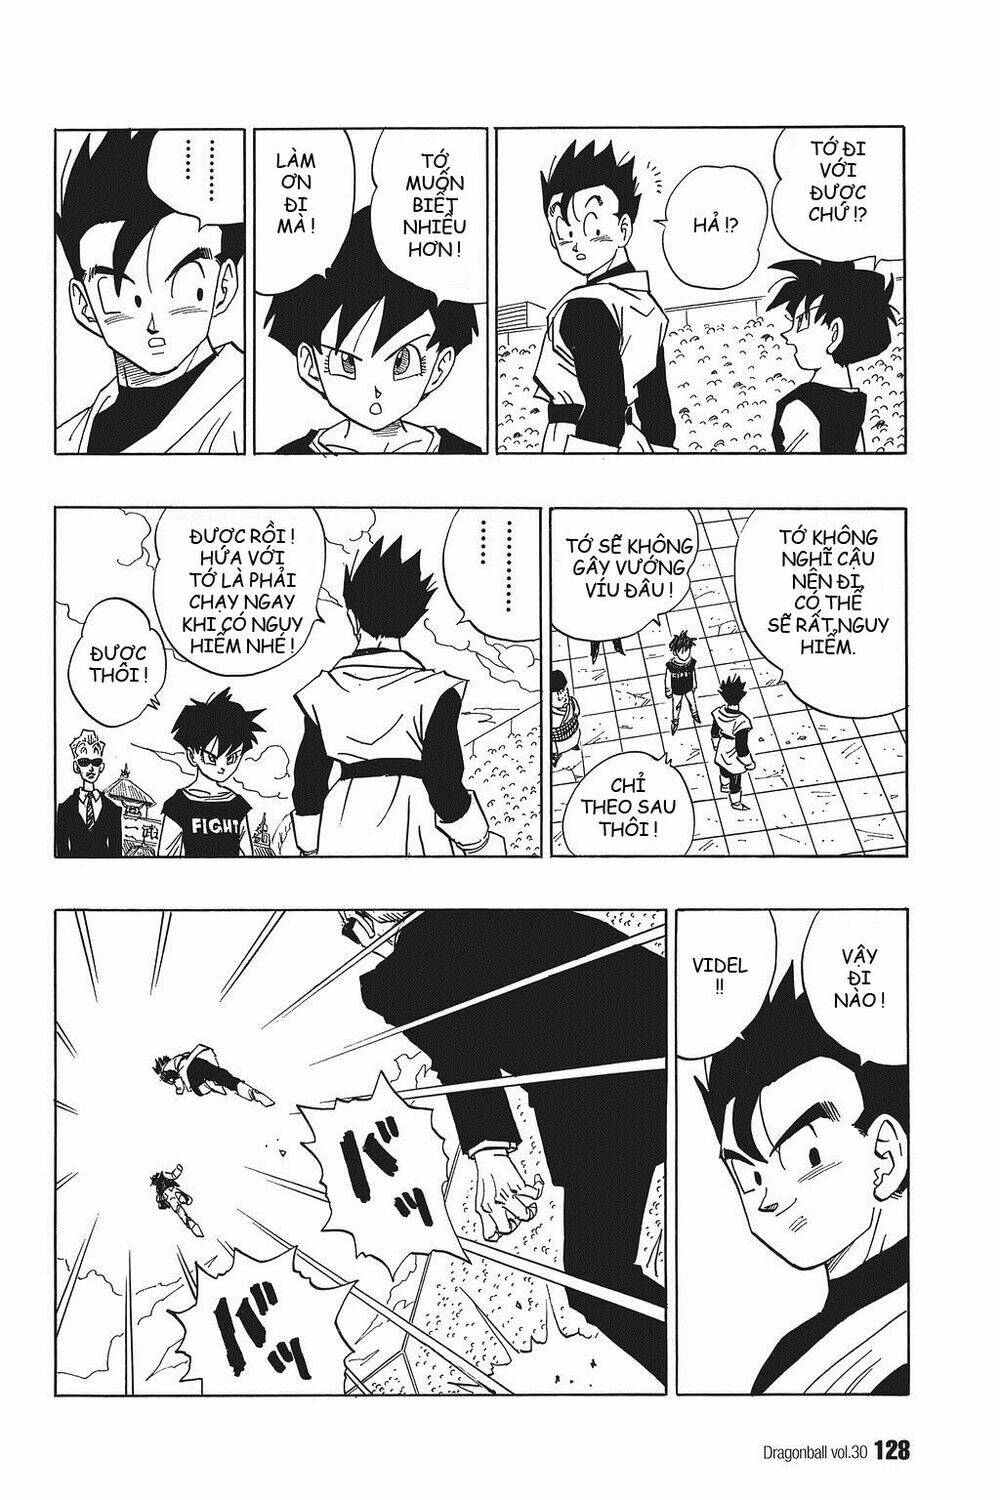 TỚ ĐI
VỚI
ĐƯỢC
CHỨ!?
HẢ!?
TỚ
MUỐN
BIẾT
NHIỀU
HƠN!
LÀM
ƠN
ĐI
MÀ!
........
TỚ KHÔNG
NGHĨ CẬU
NÊN ĐI,
CÓ THỂ
SẼ RẤT NGUY
HIỂM.
TỚ SẼ KHÔNG
GÂY VƯỚNG
VÍU ĐÂU!
CHỈ
THEO SAU
THÔI!
........
ĐƯỢC RỒI!
HỨA VỚI
TỚ LÀ PHẢI
CHẠY NGAY
KHI CÓ NGUY
HIỂM NHÉ!
ĐƯỢC
THÔI!
FIGHT
VẬY
ĐI
NÀO!
VIDEL
!!
バッ
バッ
Dragonball vol.30 128